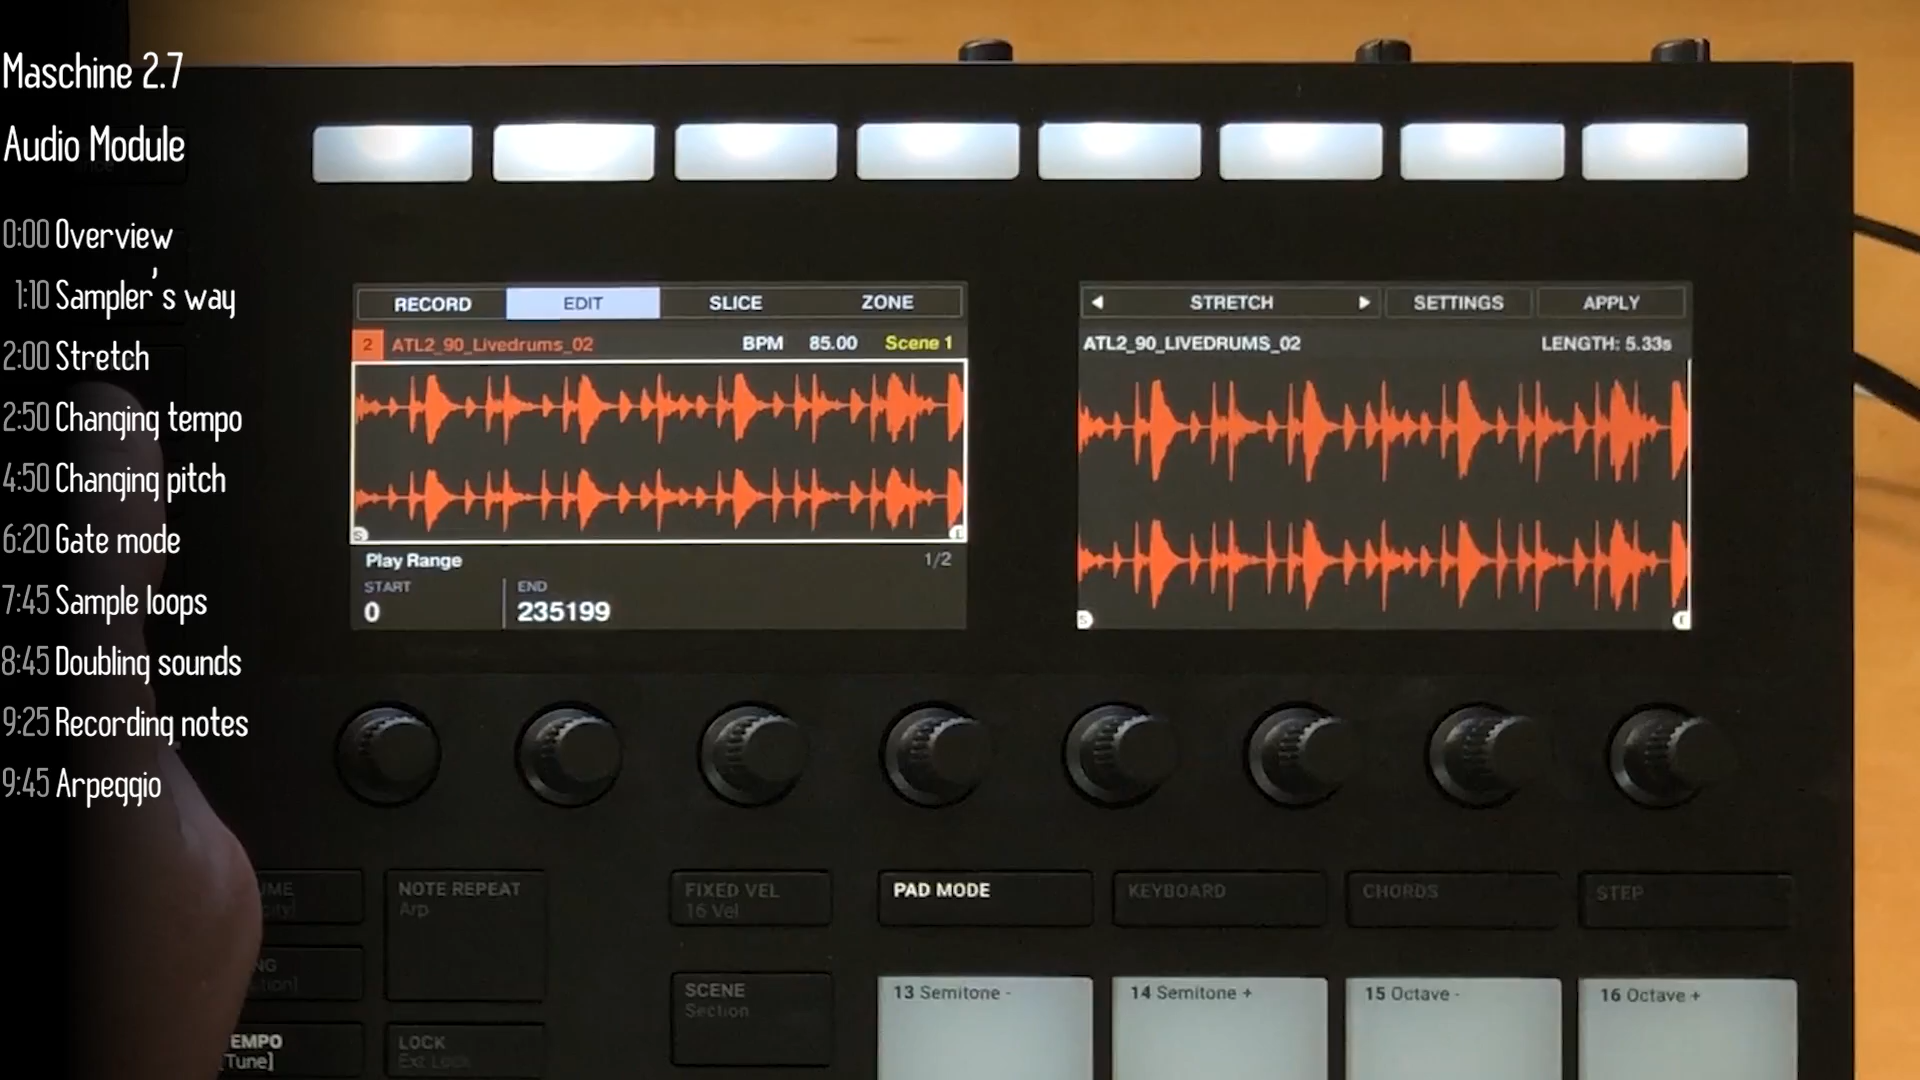 Maschine 2.7
Audio Module
0:00 Overview
1:10 Sampler's way
2:00 Stretch
2:50 Changing tempo
4:50 Changing pitch
6:20 Gate mode
7:45 Sample loops
8:45 Doubling sounds
9:25 Recording notes
9:45 Arpeggio
RECORD EDIT SLICE ZONE
2 ATL2_90_Livedrums_02 BPM 85.00 Scene 1
S
Play Range 1/2
START END
0 235199
◀ STRETCH ▶ SETTINGS APPLY
ATL2_90_LIVEDRUMS_02 LENGTH: 5.33s
S
NOTE REPEAT
Arp
FIXED VEL
16 Vel
PAD MODE
KEYBOARD
CHORDS
STEP
SCENE
Section
13 Semitone -
14 Semitone +
15 Octave -
16 Octave +
[Tune]
LOCK
Ext Lock